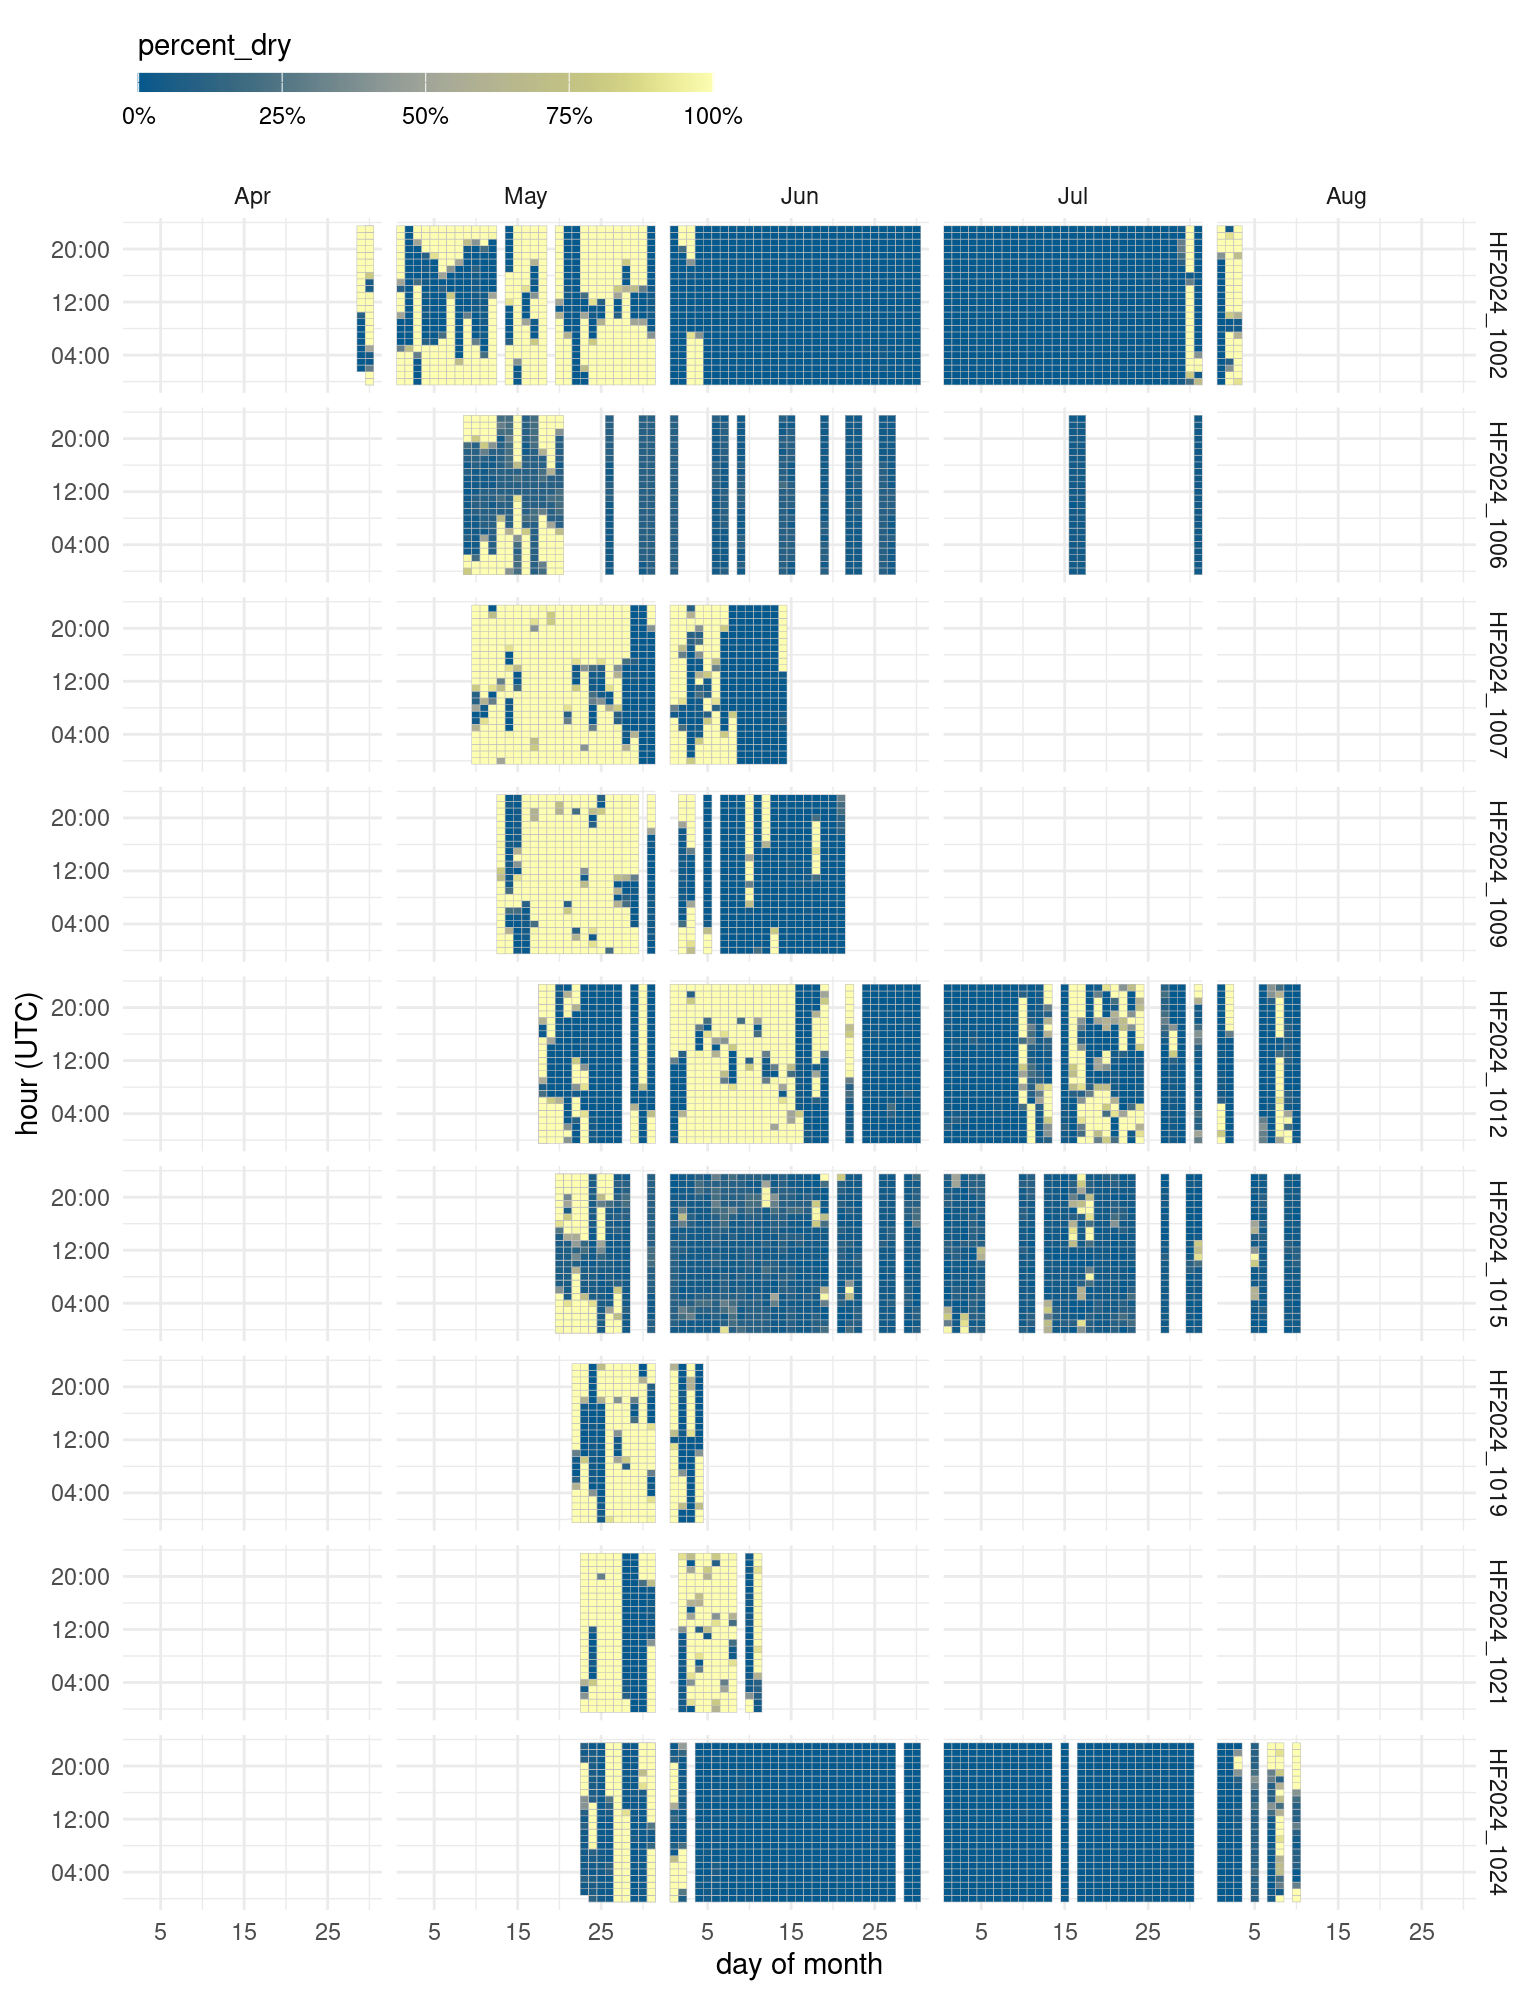 percent_dry
0% 25% 50% 75% 100%
Apr May Jun Jul Aug
20:00
12:00
04:00
HF2024_1002
20:00
12:00
04:00
HF2024_1006
20:00
12:00
04:00
HF2024_1007
20:00
12:00
04:00
HF2024_1009
hour (UTC)
20:00
12:00
04:00
HF2024_1012
20:00
12:00
04:00
HF2024_1015
20:00
12:00
04:00
HF2024_1019
20:00
12:00
04:00
HF2024_1021
20:00
12:00
04:00
HF2024_1024
5 15 25 5 15 25 5 15 25 5 15 25 5 15 25
day of month